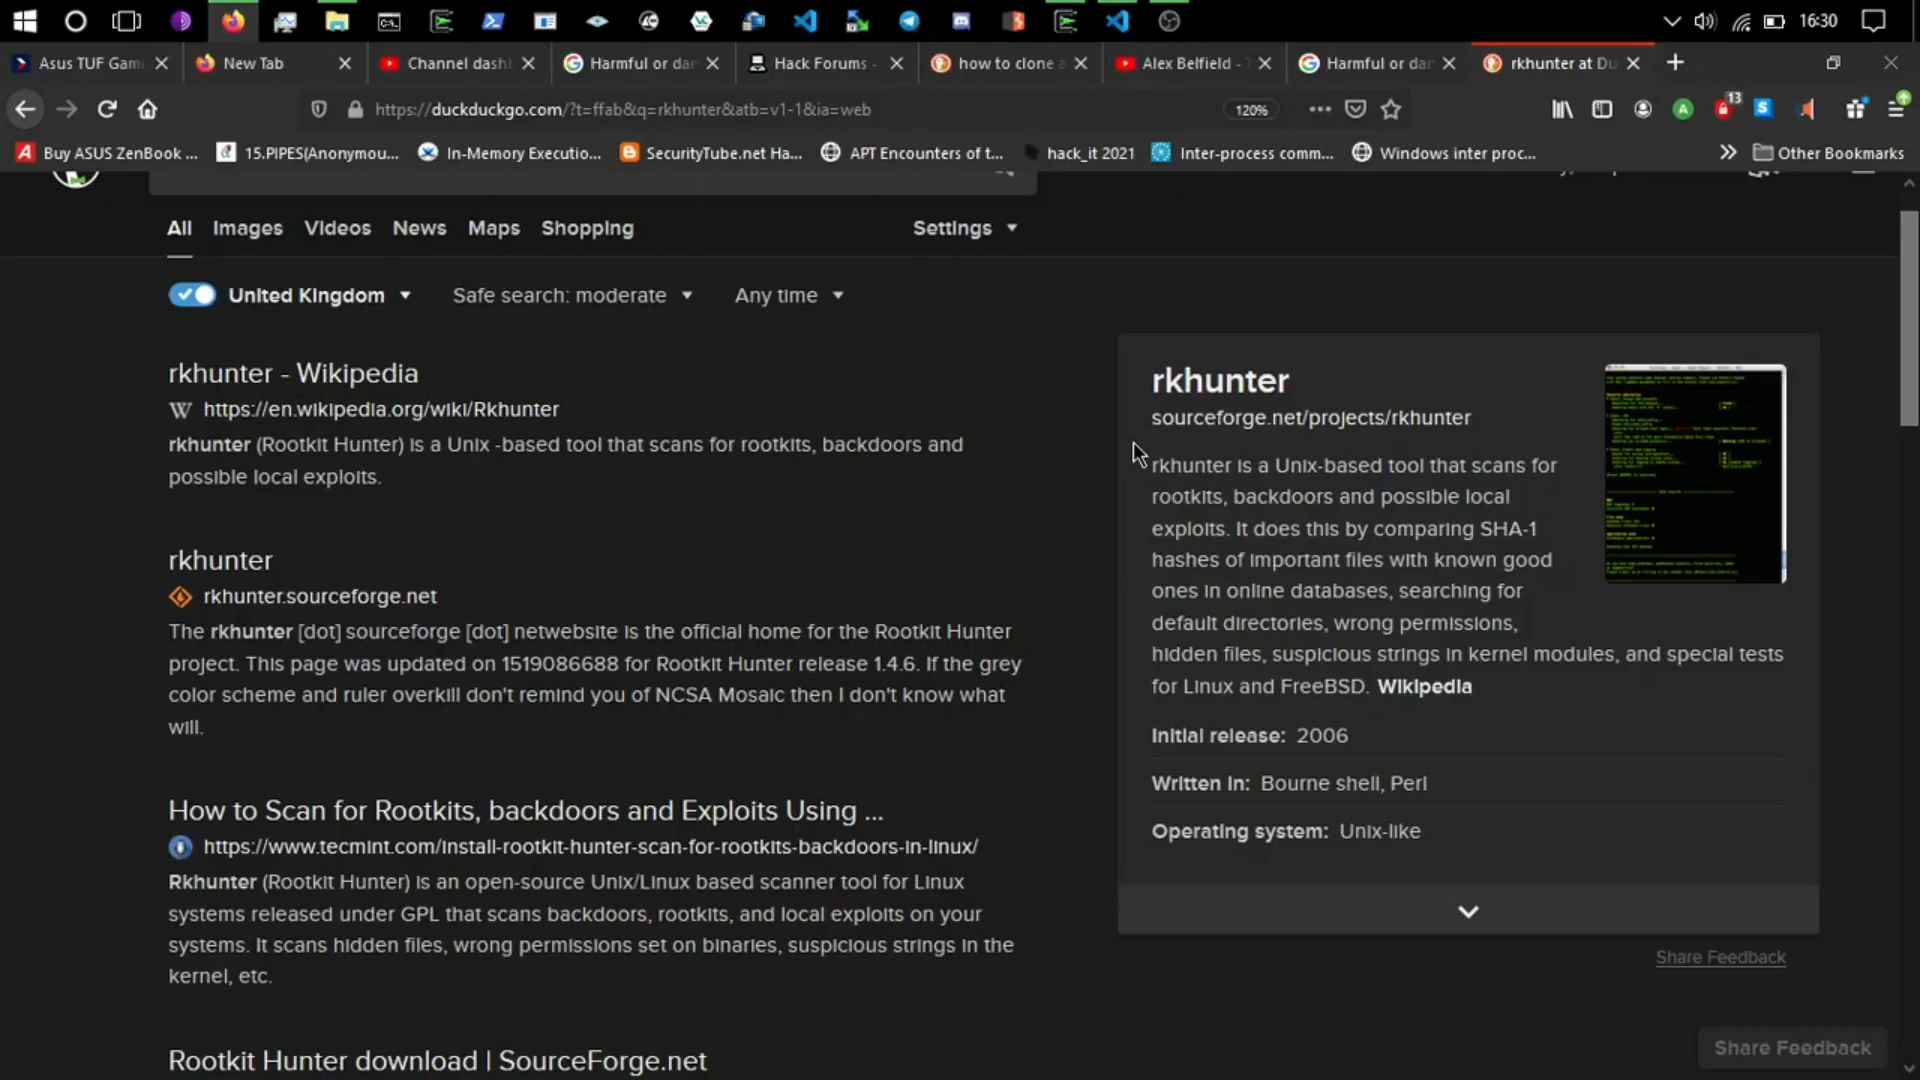 16:30
Asus TUF Gami
New Tab
Channel dashl
Harmful or dan
Hack Forums -
how to clone a
Alex Belfield - T
Harmful or dan
rkhunter at Du
https://duckduckgo.com/?t=ffab&q=rkhunter&atb=v1-1&ia=web
120%
13
Buy ASUS ZenBook ...
15.PIPES(Anonymou...
In-Memory Executio...
SecurityTube.net Ha...
APT Encounters of t...
hack_it 2021
Inter-process comm...
Windows inter proc...
Other Bookmarks
All
Images
Videos
News
Maps
Shopping
Settings
United Kingdom
Safe search: moderate
Any time
rkhunter - Wikipedia
https://en.wikipedia.org/wiki/Rkhunter
rkhunter (Rootkit Hunter) is a Unix -based tool that scans for rootkits, backdoors and
possible local exploits.
rkhunter
rkhunter.sourceforge.net
The rkhunter [dot] sourceforge [dot] netwebsite is the official home for the Rootkit Hunter
project. This page was updated on 1519086688 for Rootkit Hunter release 1.4.6. If the grey
color scheme and ruler overkill don't remind you of NCSA Mosaic then I don't know what
will.
How to Scan for Rootkits, backdoors and Exploits Using ...
https://www.tecmint.com/install-rootkit-hunter-scan-for-rootkits-backdoors-in-linux/
Rkhunter (Rootkit Hunter) is an open-source Unix/Linux based scanner tool for Linux
systems released under GPL that scans backdoors, rootkits, and local exploits on your
systems. It scans hidden files, wrong permissions set on binaries, suspicious strings in the
kernel, etc.
Rootkit Hunter download | SourceForge.net
rkhunter
sourceforge.net/projects/rkhunter
rkhunter is a Unix-based tool that scans for
rootkits, backdoors and possible local
exploits. It does this by comparing SHA-1
hashes of important files with known good
ones in online databases, searching for
default directories, wrong permissions,
hidden files, suspicious strings in kernel modules, and special tests
for Linux and FreeBSD. Wikipedia
Initial release: 2006
Written in: Bourne shell, Perl
Operating system: Unix-like
Share Feedback
Share Feedback